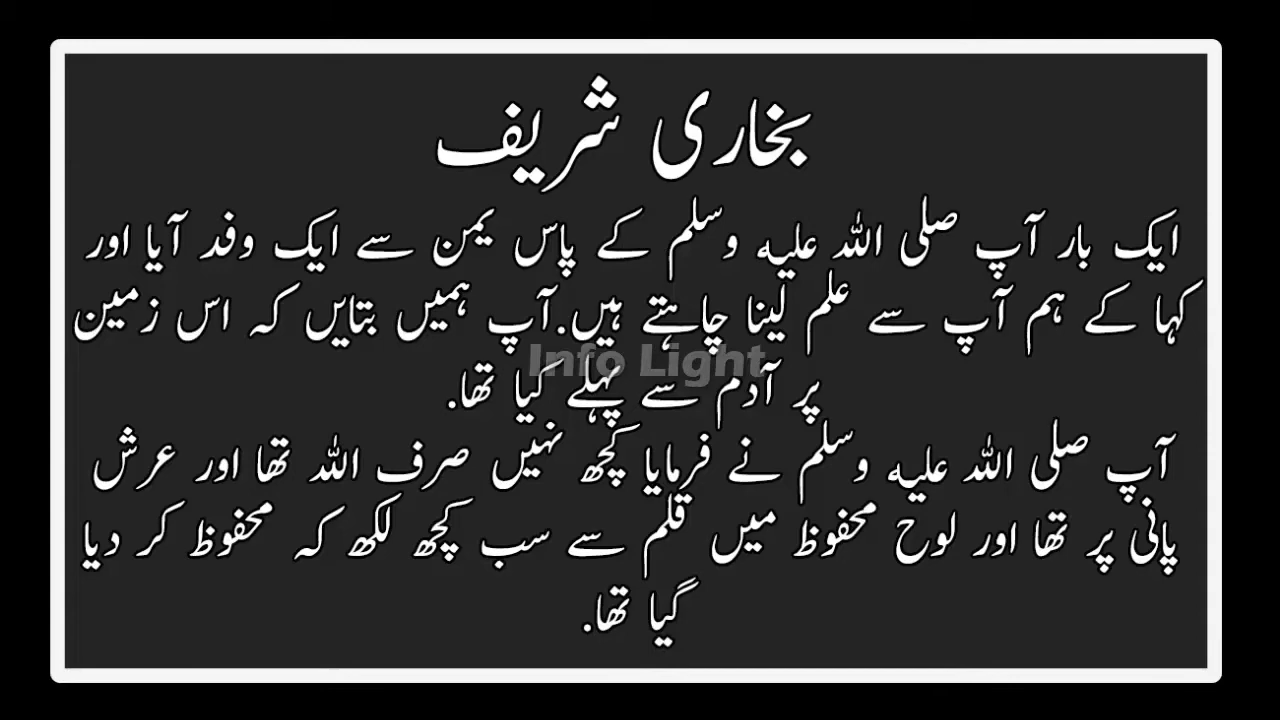 بخاری شریف
ایک بار آپ صلی اللہ علیہ وسلم کے پاس یمن سے ایک وفد آیا اور
کہا کے ہم آپ سے علم لینا چاہتے ہیں.آپ ہمیں بتایں کہ اس زمین
Info Light
پر آدم سے پہلے کیا تھا.
آپ صلی اللہ علیہ وسلم نے فرمایا کچھ نہیں صرف اللہ تھا اور عرش
پانی پر تھا اور لوح محفوظ میں قلم سے سب کچھ لکھ کہ محفوظ کر دیا
گیا تھا.